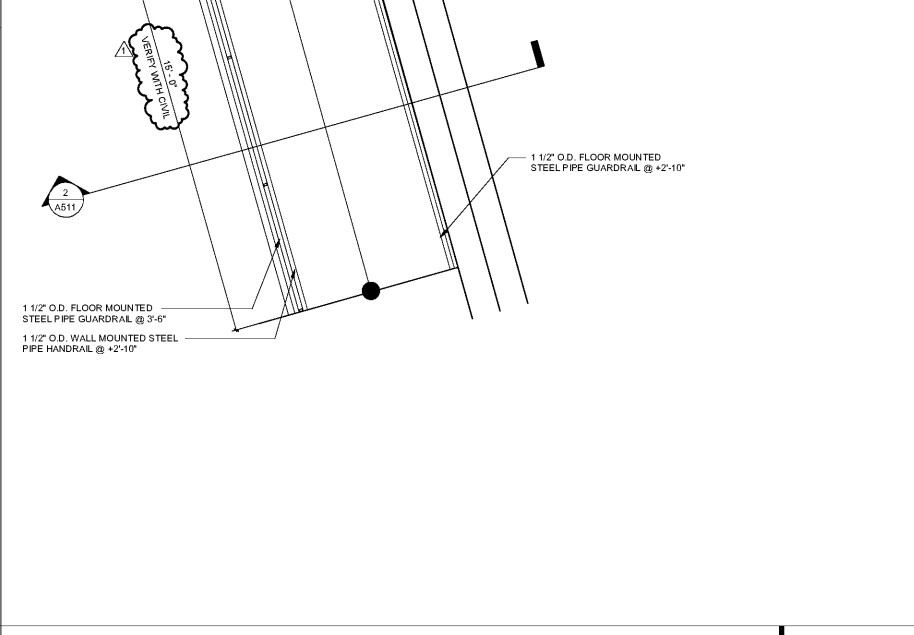 1
15' - 0"
VERIFY WITH CIVIL
1 1/2" O.D. FLOOR MOUNTED
STEEL PIPE GUARDRAIL @ +2'-10"
2
A511
1 1/2" O.D. FLOOR MOUNTED
STEEL PIPE GUARDRAIL @ 3'-6"
1 1/2" O.D. WALL MOUNTED STEEL
PIPE HANDRAIL @ +2'-10"